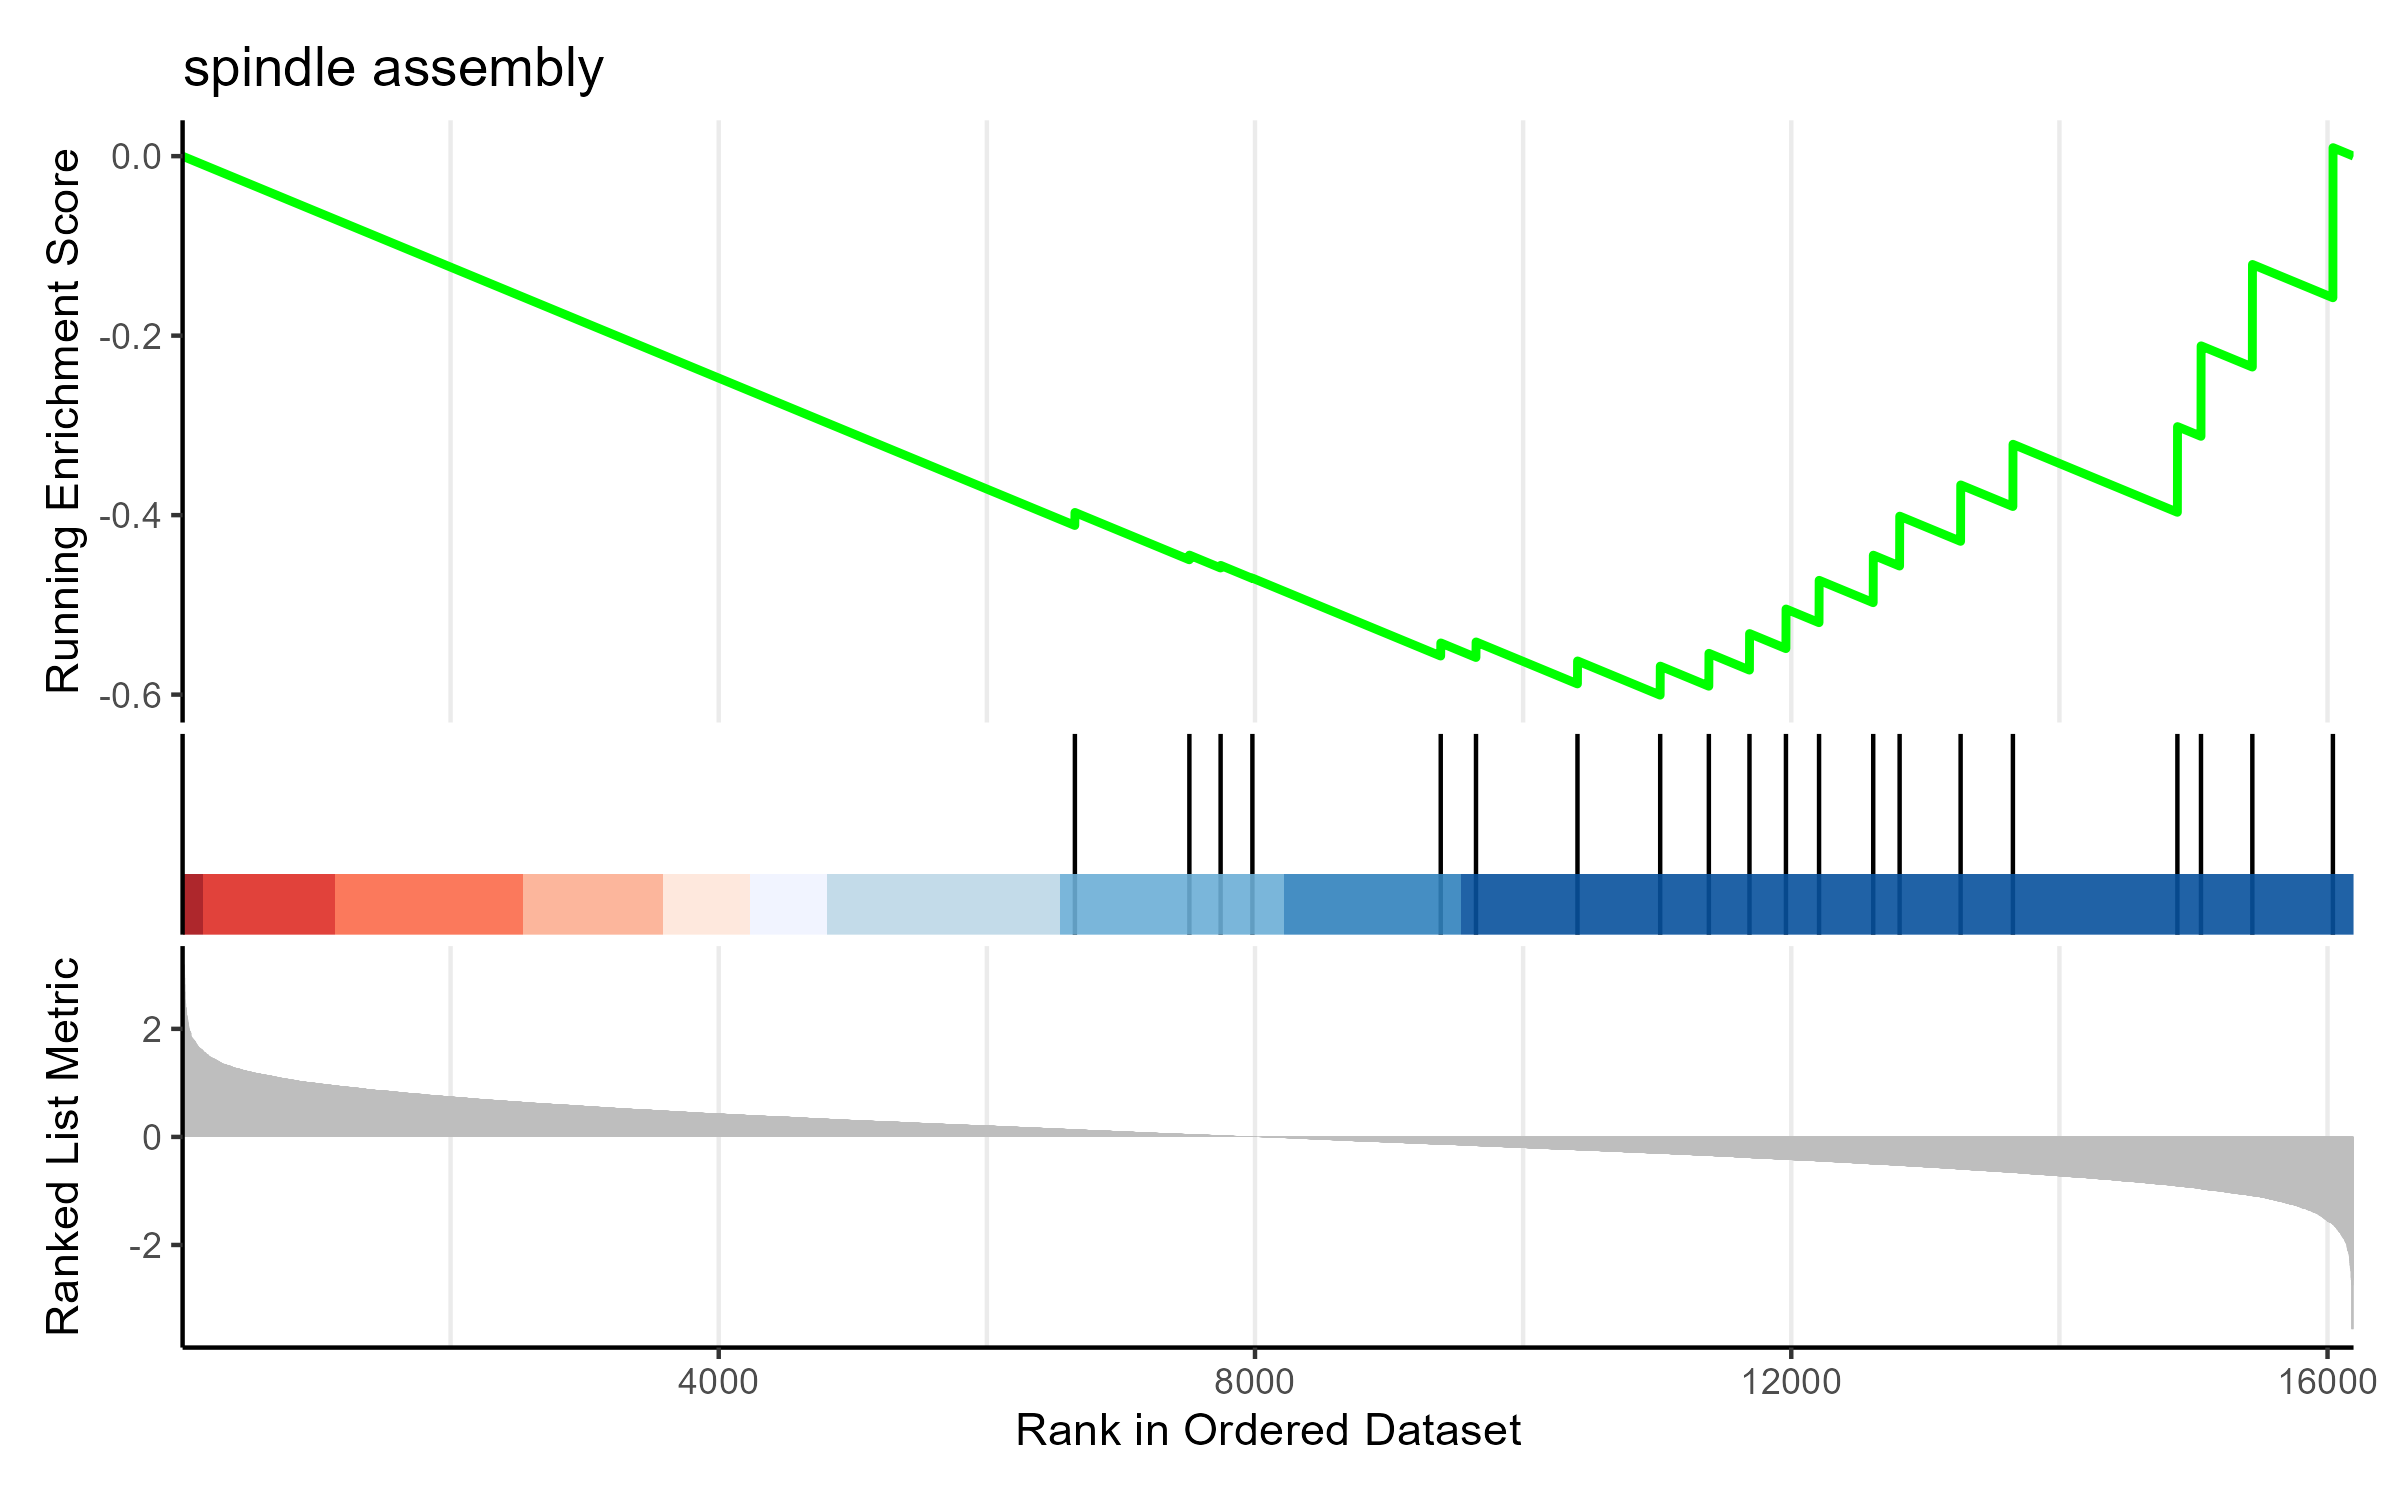 spindle assembly
Running Enrichment Score
0.0
-0.2
-0.4
-0.6
Ranked List Metric
2
0
-2
4000
8000
12000
16000
Rank in Ordered Dataset